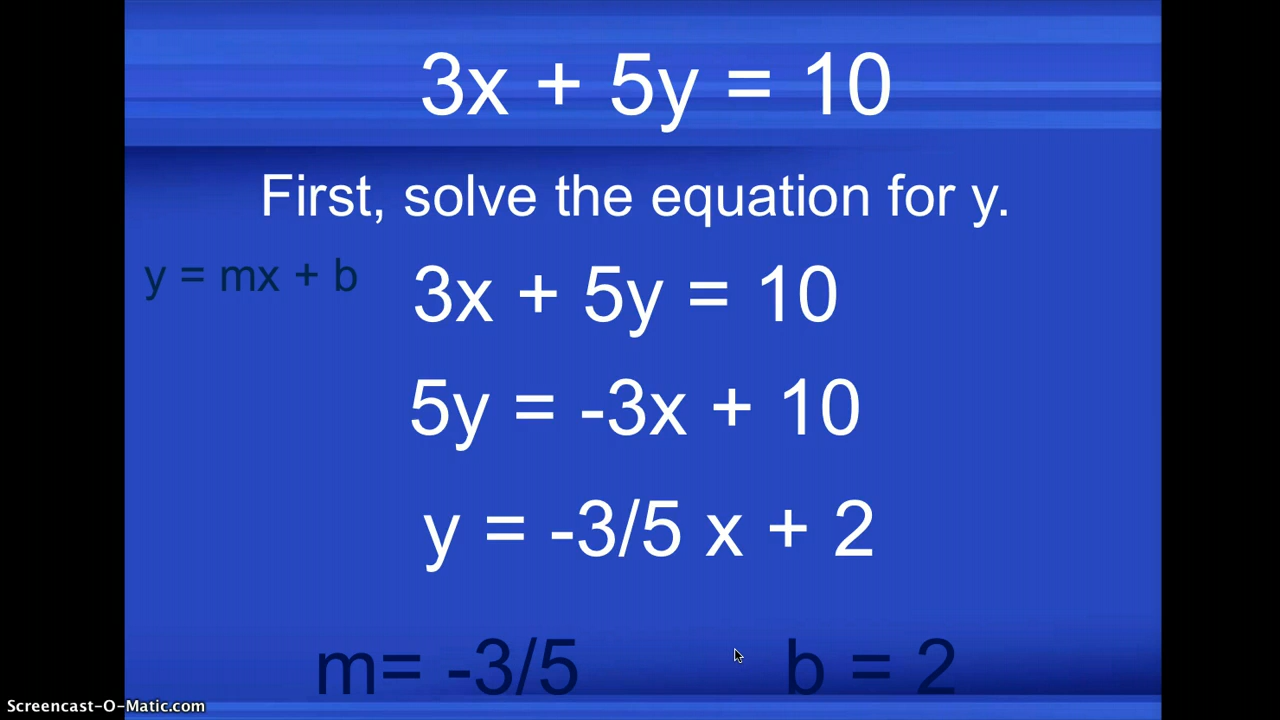 3x + 5y = 10
First, solve the equation for y.
y = mx + b
3x + 5y = 10
5y = -3x + 10
y = -3/5 x + 2
m= -3/5 b = 2
Screencast-O-Matic.com